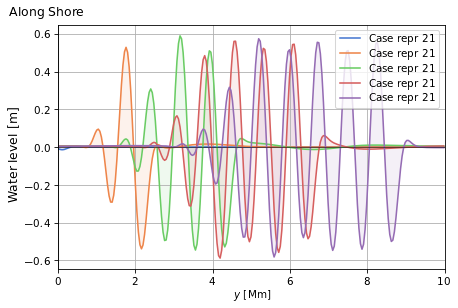 Along Shore
Water level [m]
0.6
0.4
0.2
0.0
−0.2
−0.4
−0.6
Case repr 21
Case repr 21
Case repr 21
Case repr 21
Case repr 21
0 2 4 6 8 10
y [Mm]